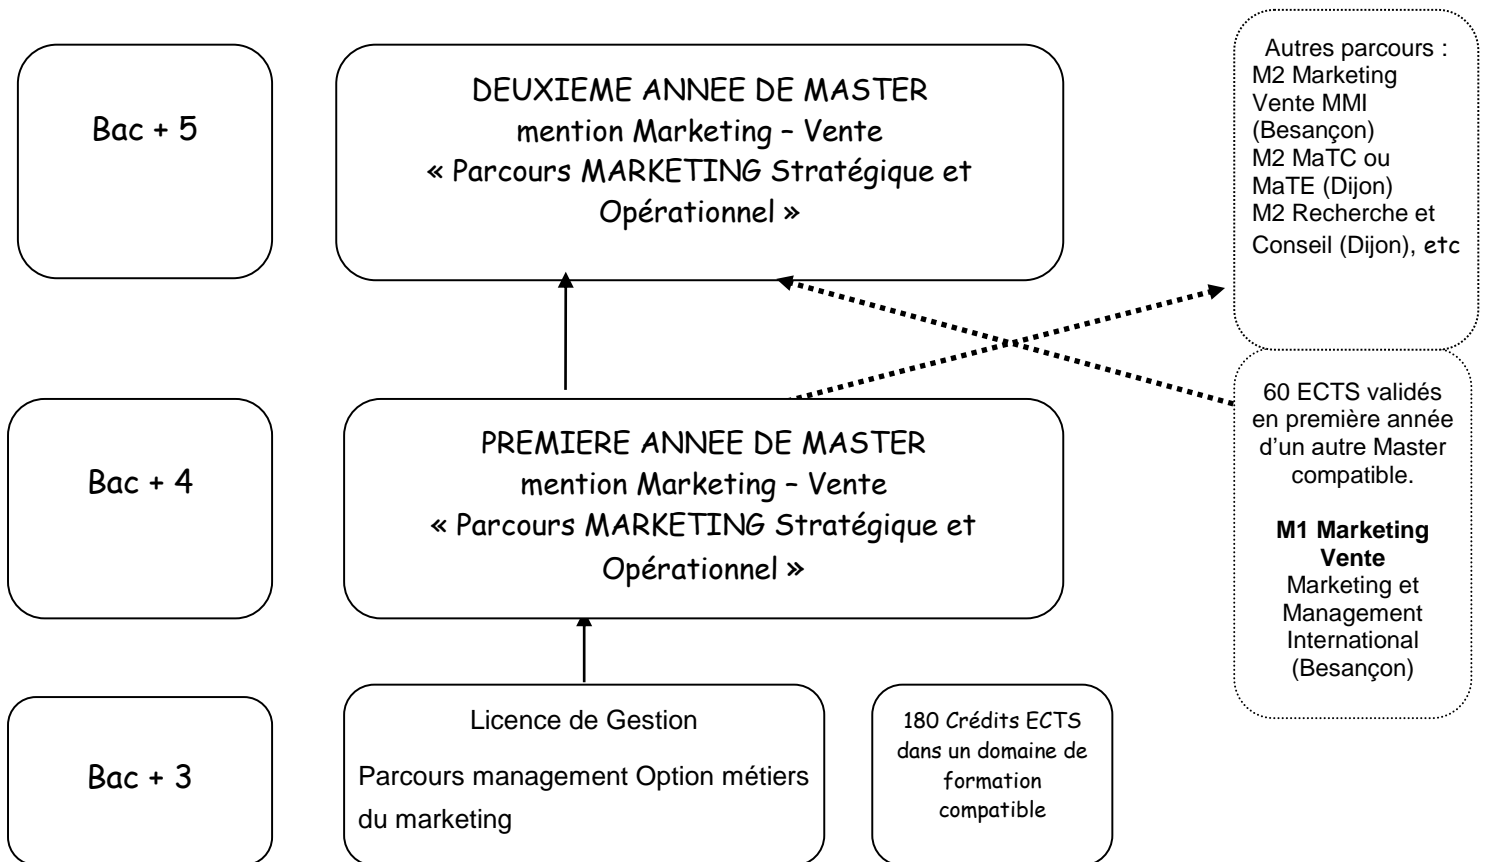 Bac + 5
DEUXIEME ANNEE DE MASTER
mention Marketing – Vente
« Parcours MARKETING Stratégique et
Opérationnel »
Autres parcours :
M2 Marketing
Vente MMI
(Besançon)
M2 MaTC ou
MaTE (Dijon)
M2 Recherche et
Conseil (Dijon), etc
Bac + 4
PREMIERE ANNEE DE MASTER
mention Marketing – Vente
« Parcours MARKETING Stratégique et
Opérationnel »
60 ECTS validés
en première année
d'un autre Master
compatible.
M1 Marketing
Vente
Marketing et
Management
International
(Besançon)
Bac + 3
Licence de Gestion
Parcours management Option métiers
du marketing
180 Crédits ECTS
dans un domaine de
formation
compatible